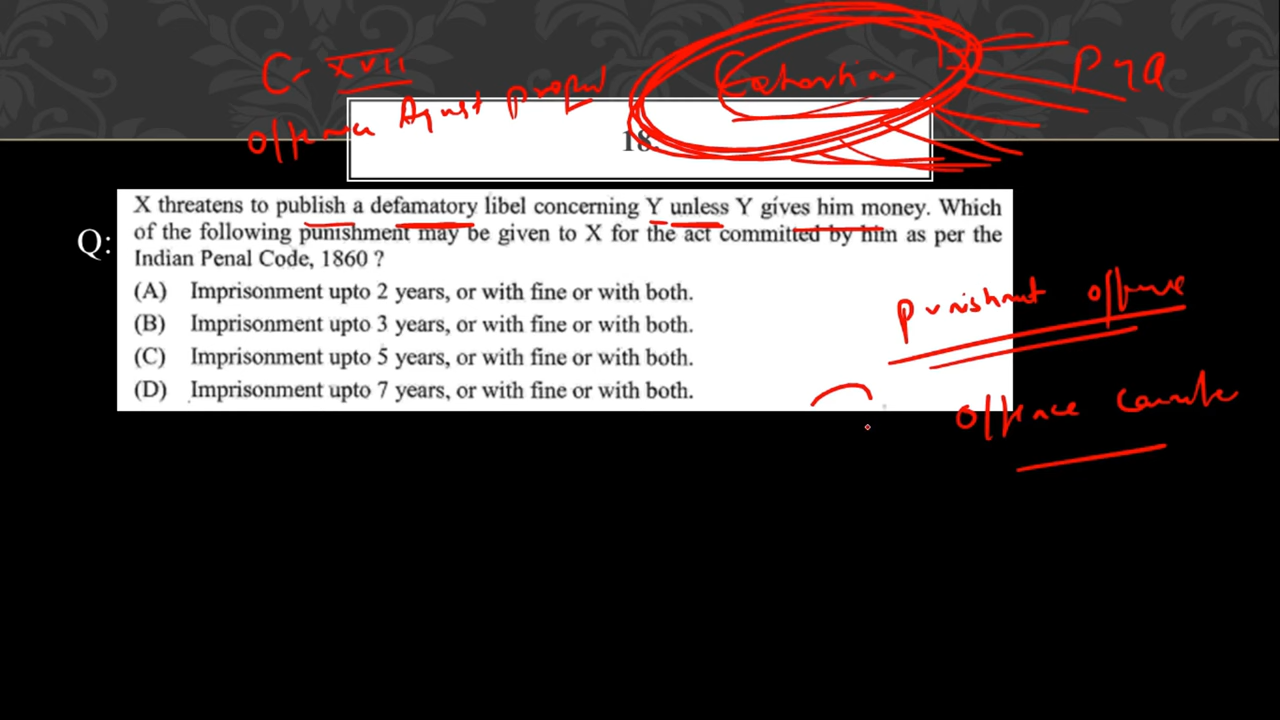 C- XVII
Extortion
Offence Against
18.
X threatens to publish a defamatory libel concerning Y unless Y gives him money. Which
of the following punishment may be given to X for the act committed by him as per the
Q:
Indian Penal Code, 1860 ?
(A) Imprisonment upto 2 years, or with fine or with both.
(B) Imprisonment upto 3 years, or with fine or with both.
(C) Imprisonment upto 5 years, or with fine or with both.
(D) Imprisonment upto 7 years, or with fine or with both.
punishment offence
offence